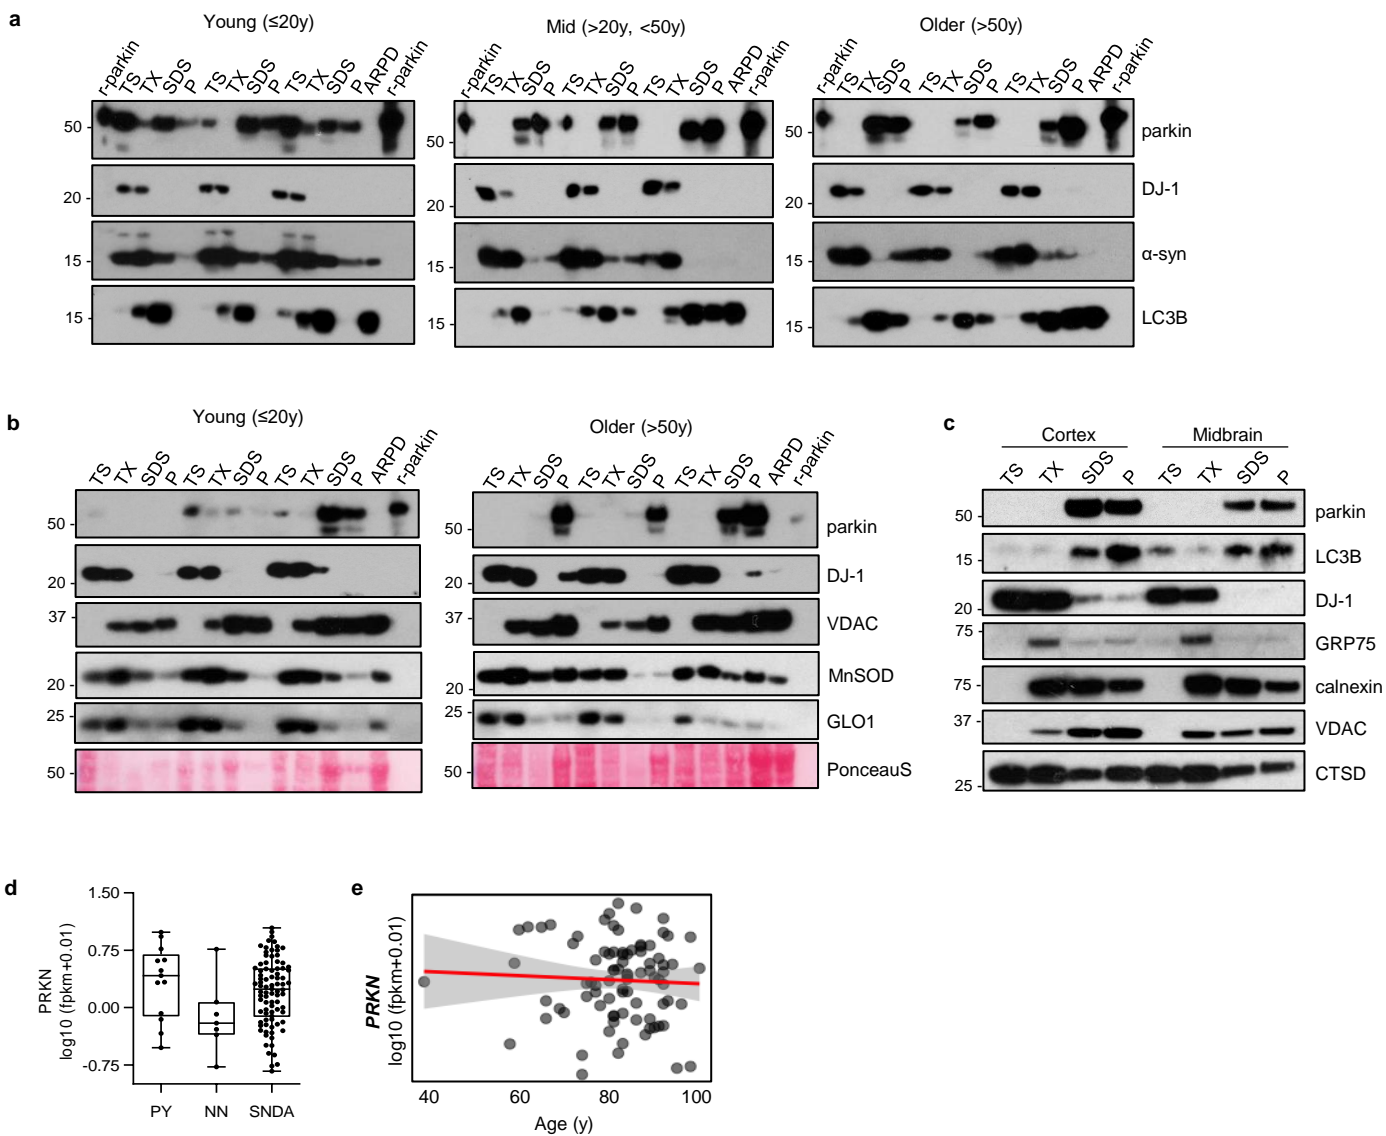 a
Young (≤20y)
Mid (>20y, <50y)
Older (>50y)
r-parkin TS TX SDS P TS TX SDS P TS TX SDS P ARPD r-parkin
r-parkin TS TX SDS P TS TX SDS P ARPD r-parkin
r-parkin TS TX SDS P TS TX SDS P ARPD r-parkin
50 -
50 -
50 -
parkin
20 -
20 -
20 -
DJ-1
15 -
15 -
15 -
α-syn
15 -
15 -
15 -
LC3B
b
Young (≤20y)
Older (>50y)
TS TX SDS P TS TX SDS P TS TX SDS P ARPD r-parkin
TS TX SDS P TS TX SDS P TS TX SDS P ARPD r-parkin
50 -
50 -
parkin
20 -
20 -
DJ-1
37 -
37 -
VDAC
20 -
20 -
MnSOD
25 -
25 -
GLO1
50 -
50 -
PonceauS
c
Cortex
Midbrain
TS TX SDS P TS TX SDS P
50 -
parkin
15 -
LC3B
20 -
DJ-1
75 -
GRP75
75 -
calnexin
37 -
VDAC
25 -
CTSD
d
PRKN
log10 (fpkm+0.01)
1.50
0.75
0.00
-0.75
PY NN SNDA
e
PRKN
log10 (fpkm+0.01)
40 60 80 100
Age (y)